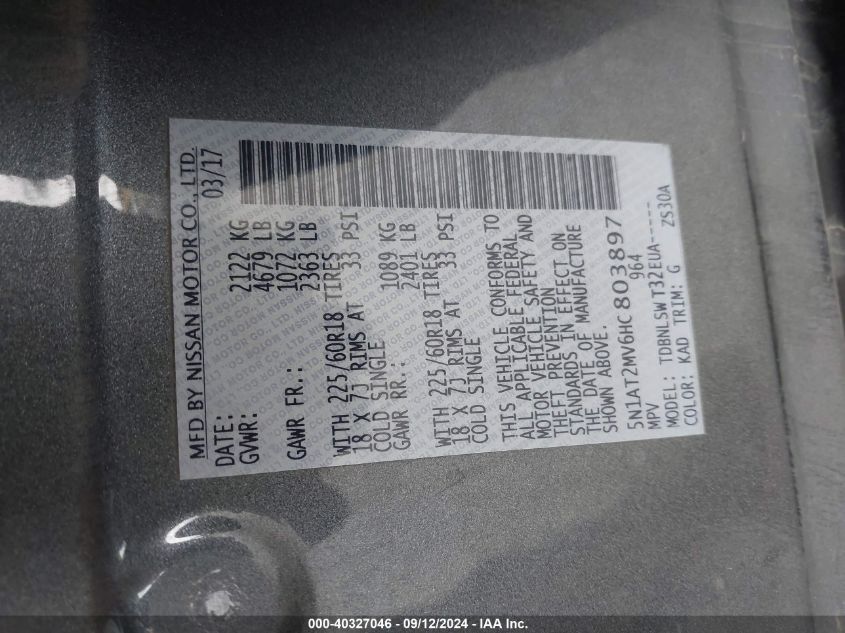 MFD BY NISSAN MOTOR CO., LTD.
DATE: 03/17
GVWR: 2122 KG
4679 LB
GAWR FR.: 1072 KG
2363 LB
WITH 225/60R18 TIRES
18 X 7J RIMS AT 33 PSI
COLD SINGLE
GAWR RR.: 1089 KG
2401 LB
WITH 225/60R18 TIRES
18 X 7J RIMS AT 33 PSI
COLD SINGLE
THIS VEHICLE CONFORMS TO
ALL APPLICABLE FEDERAL
MOTOR VEHICLE SAFETY AND
THEFT PREVENTION
STANDARDS IN EFFECT ON
THE DATE OF MANUFACTURE
SHOWN ABOVE.
5N1AT2MV6HC803897
MPV 964
MODEL: TDBNLSWT32EUA-----
COLOR: KAD TRIM: G ZS30A
000-40327046 - 09/12/2024 - IAA Inc.